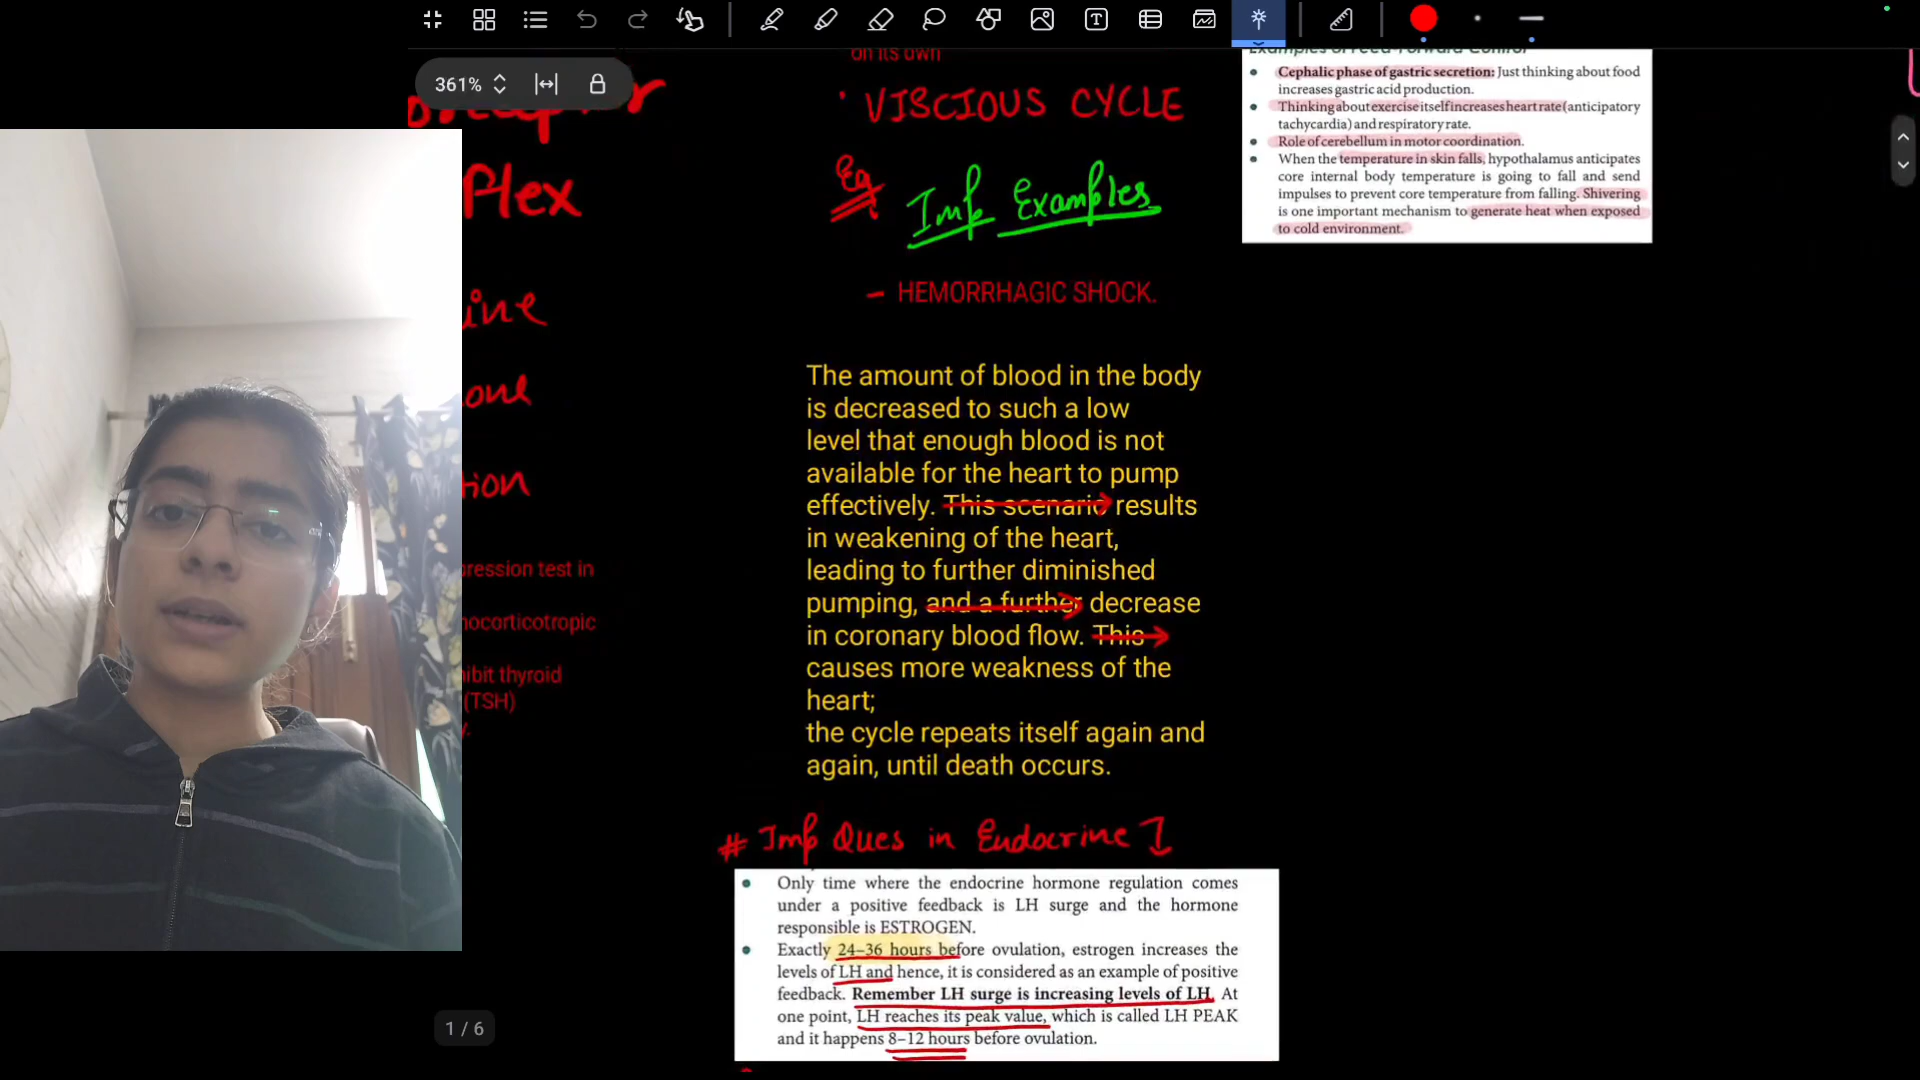 361%
Plex
one
ression test in
nocorticotropic
ibit thyroid
(TSH)
on its own
VISCIOUS CYCLE
Eg
Imp Examples
- HEMORRHAGIC SHOCK.
The amount of blood in the body
is decreased to such a low
level that enough blood is not
available for the heart to pump
effectively. This scenario results
in weakening of the heart,
leading to further diminished
pumping, and a further decrease
in coronary blood flow. This
causes more weakness of the
heart;
the cycle repeats itself again and
again, until death occurs.
# Imp Ques in Endocrine
• Only time where the endocrine hormone regulation comes
under a positive feedback is LH surge and the hormone
responsible is ESTROGEN.
• Exactly 24–36 hours before ovulation, estrogen increases the
levels of LH and hence, it is considered as an example of positive
feedback. Remember LH surge is increasing levels of LH. At
one point, LH reaches its peak value, which is called LH PEAK
and it happens 8–12 hours before ovulation.
Examples of Feed-Forward Control
• Cephalic phase of gastric secretion: Just thinking about food
increases gastric acid production.
• Thinking about exercise itself increases heart rate (anticipatory
tachycardia) and respiratory rate.
• Role of cerebellum in motor coordination.
• When the temperature in skin falls, hypothalamus anticipates
core internal body temperature is going to fall and send
impulses to prevent core temperature from falling. Shivering
is one important mechanism to generate heat when exposed
to cold environment.
1 / 6